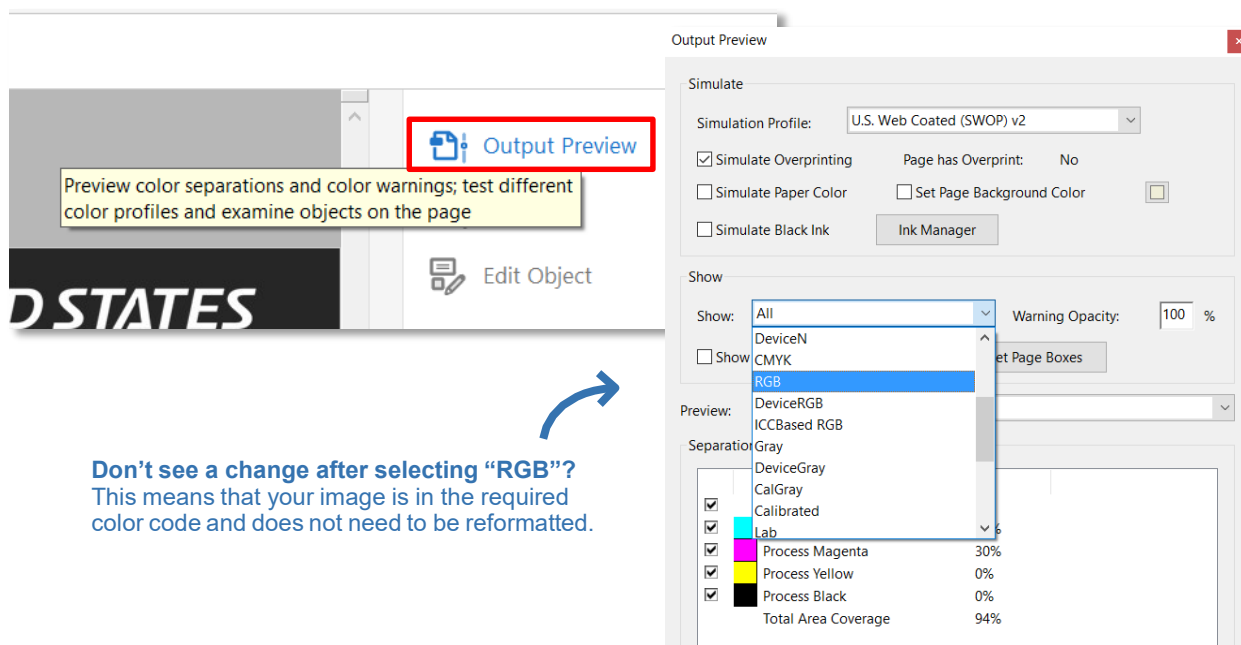 Output Preview
Preview color separations and color warnings; test different
color profiles and examine objects on the page
Edit Object
D STATES
Don't see a change after selecting “RGB”?
This means that your image is in the required
color code and does not need to be reformatted.
Output Preview
Simulate
Simulation Profile: U.S. Web Coated (SWOP) v2
Simulate Overprinting Page has Overprint: No
Simulate Paper Color Set Page Background Color
Simulate Black Ink Ink Manager
Show
Show: All Warning Opacity: 100 %
DeviceN
Show CMYK et Page Boxes
RGB
DeviceRGB
Preview:
ICCBased RGB
Separation Gray
DeviceGray
CalGray
Calibrated
Lab %
Process Magenta 30%
Process Yellow 0%
Process Black 0%
Total Area Coverage 94%